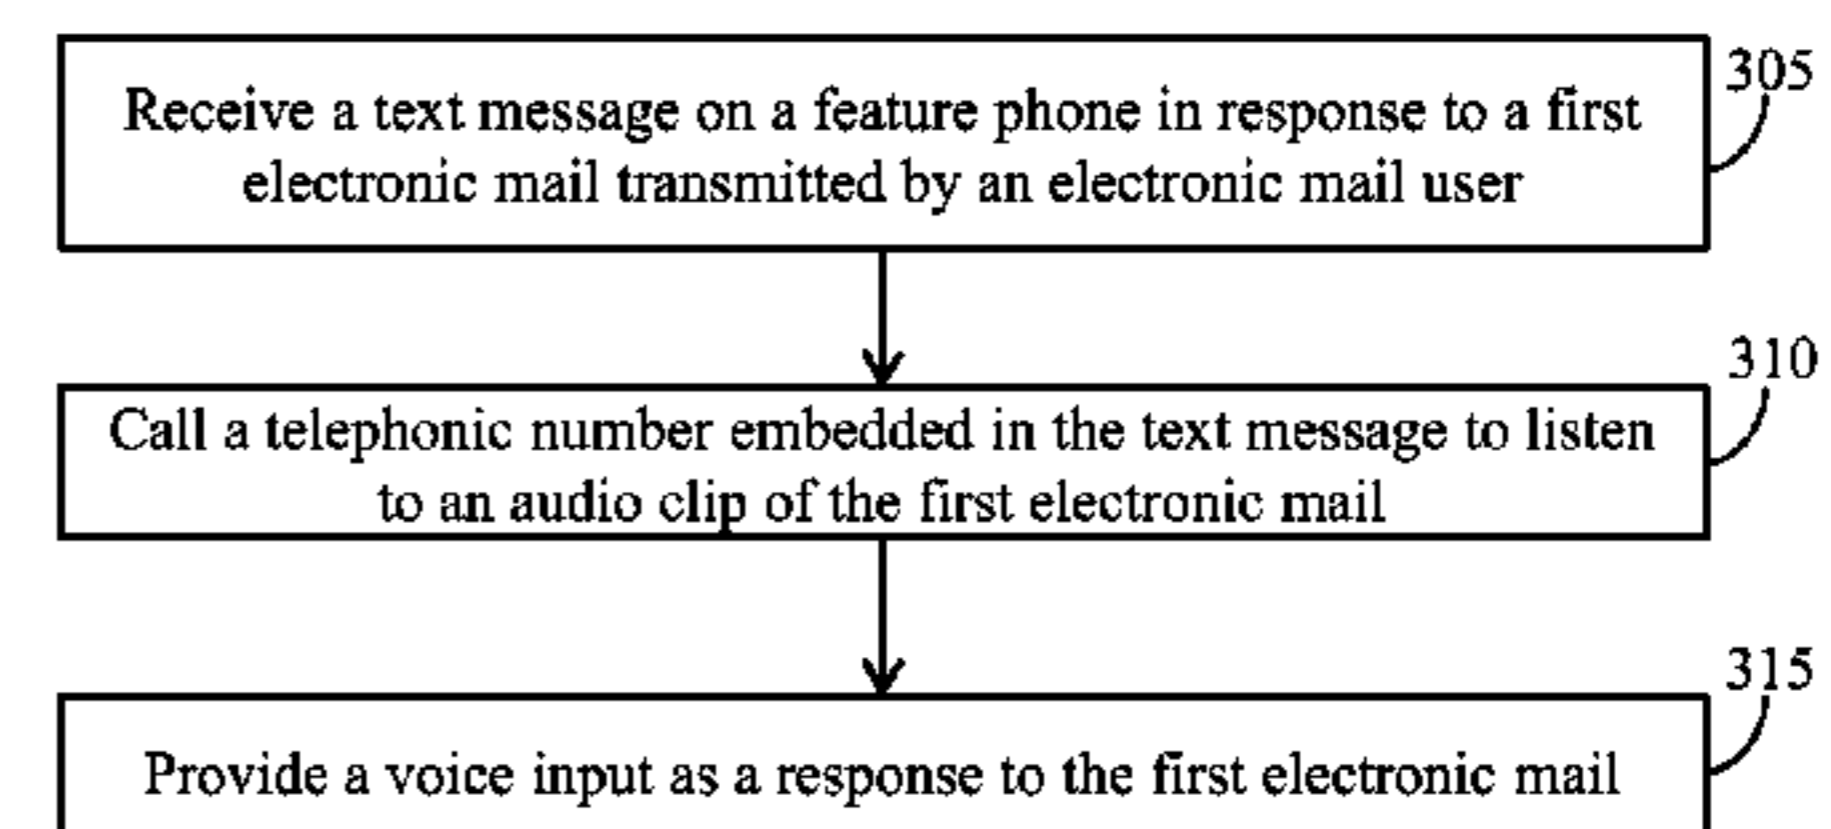 305
Receive a text message on a feature phone in response to a first
electronic mail transmitted by an electronic mail user
310
Call a telephonic number embedded in the text message to listen
to an audio clip of the first electronic mail
315
Provide a voice input as a response to the first electronic mail